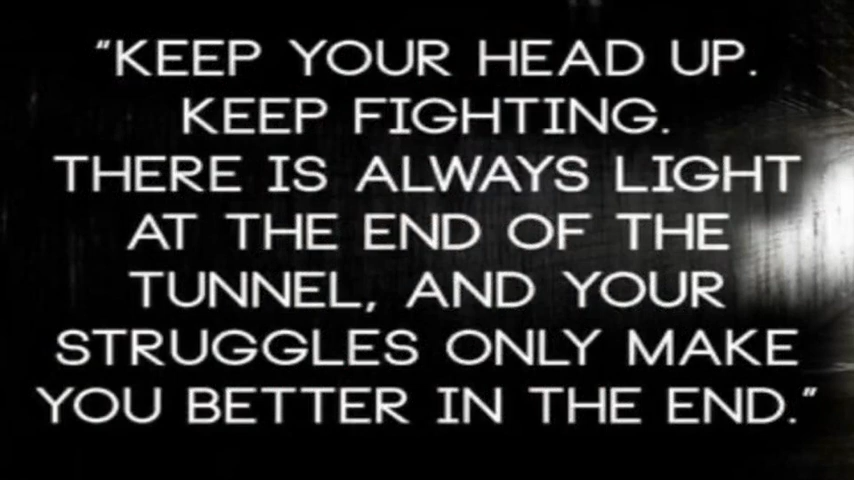 “KEEP YOUR HEAD UP.
KEEP FIGHTING.
THERE IS ALWAYS LIGHT
AT THE END OF THE
TUNNEL, AND YOUR
STRUGGLES ONLY MAKE
YOU BETTER IN THE END.”